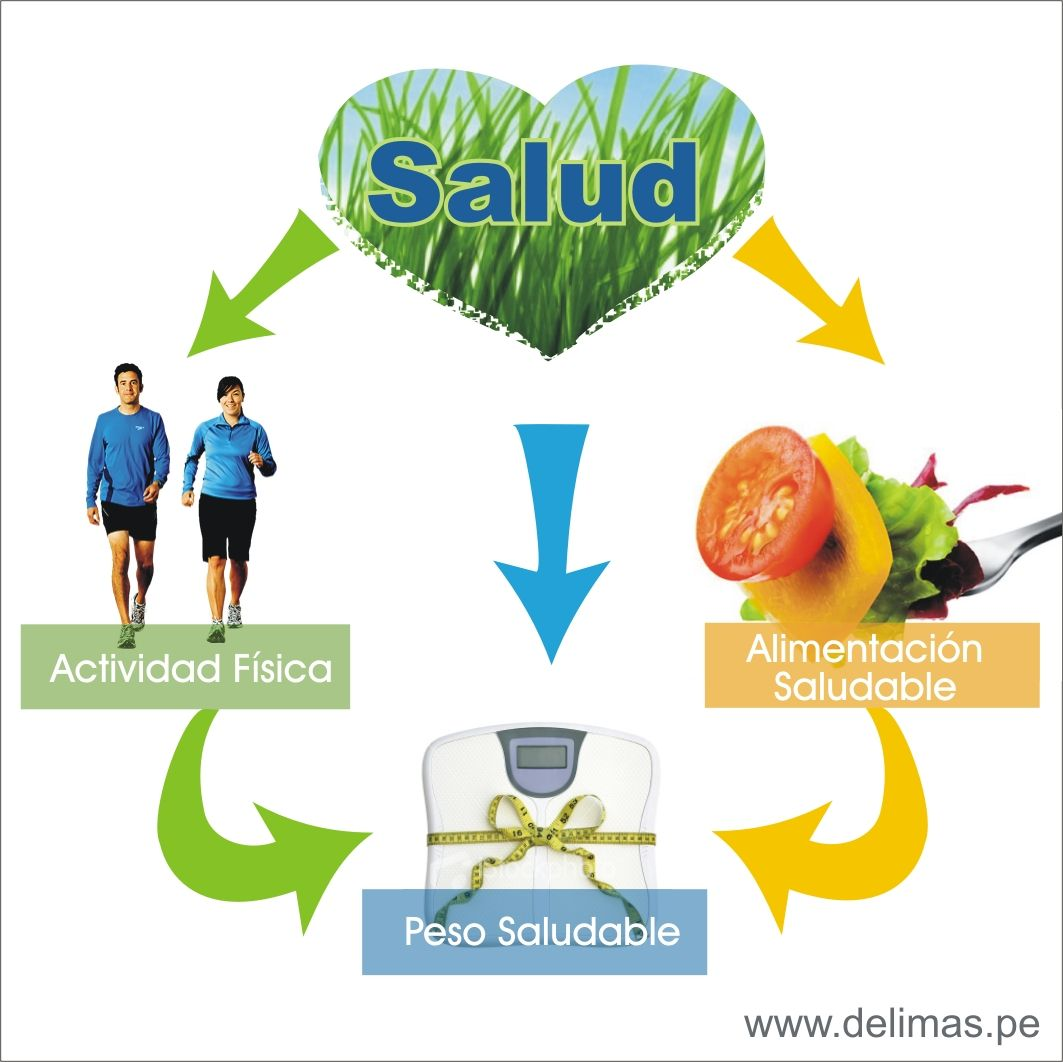 Salud
Actividad Física
Alimentación
Saludable
Peso Saludable
www.delimas.pe